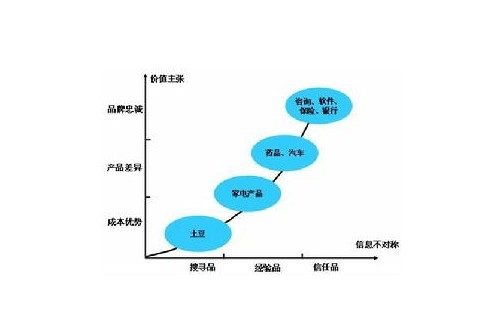 价值主张
品牌忠诚
咨询、软件、
保险、银行
产品差异
药品、汽车
家电产品
成本优势
土豆
信息不对称
搜寻品
经验品
信任品